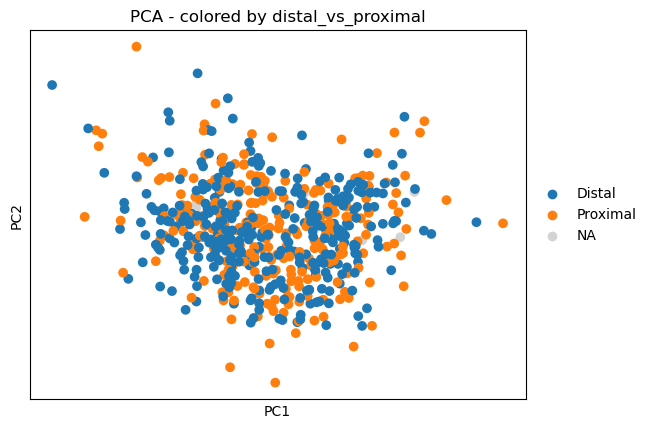 PCA - colored by distal_vs_proximal
PC2
Distal
Proximal
NA
PC1